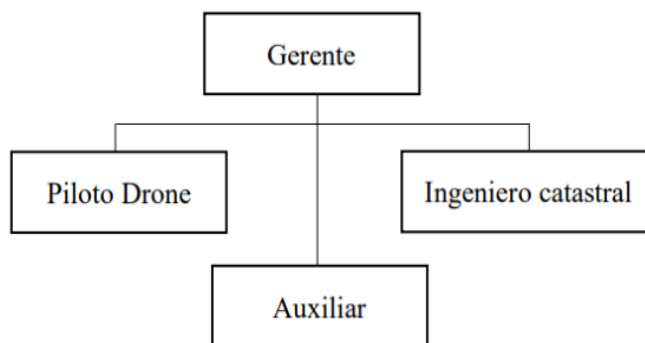 Gerente
Piloto Drone
Ingeniero catastral
Auxiliar